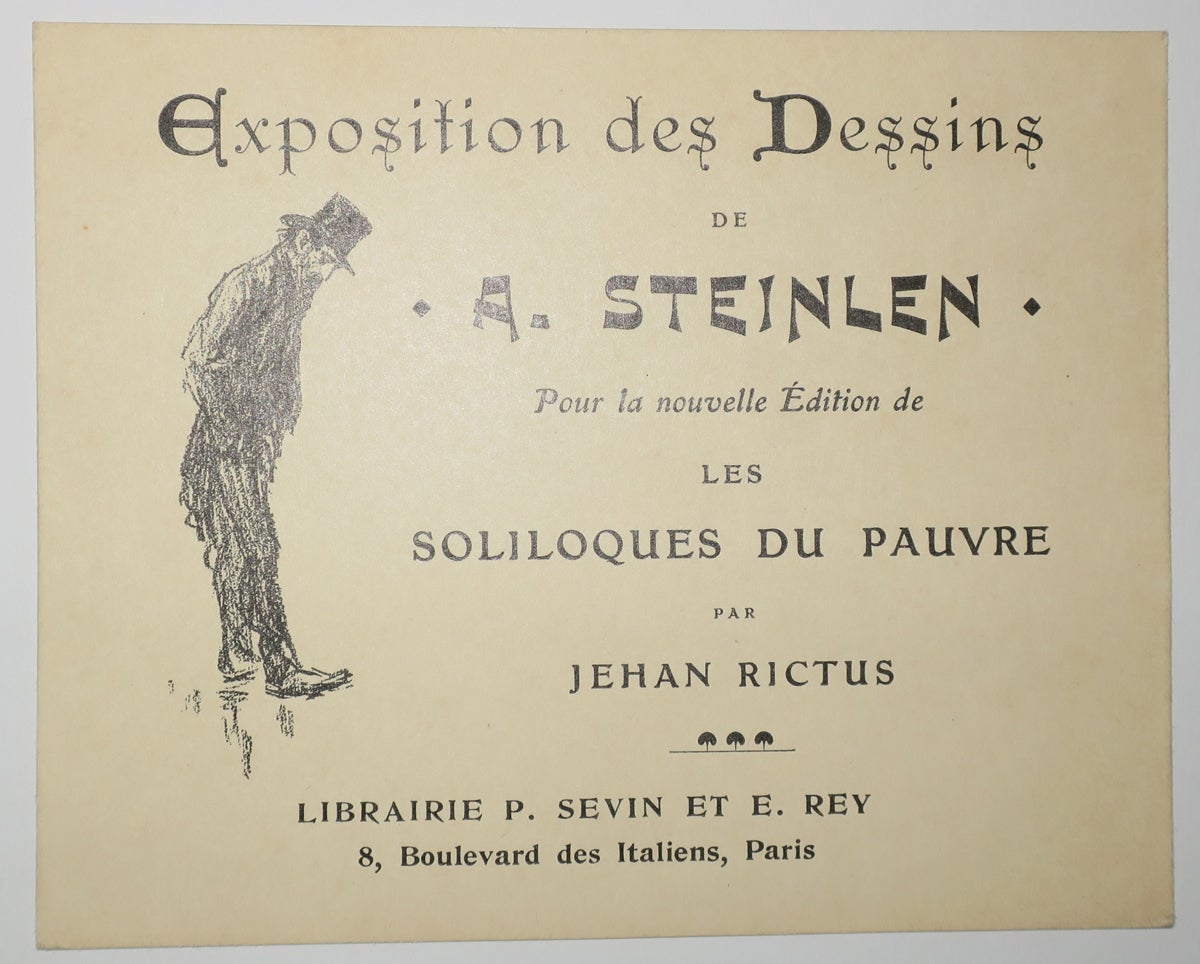 Exposition des Dessins
DE
A. STEINLEN
Pour la nouvelle Édition de
LES
SOLILOQUES DU PAUVRE
PAR
JEHAN RICTUS
LIBRAIRIE P. SEVIN ET E. REY
8, Boulevard des Italiens, Paris